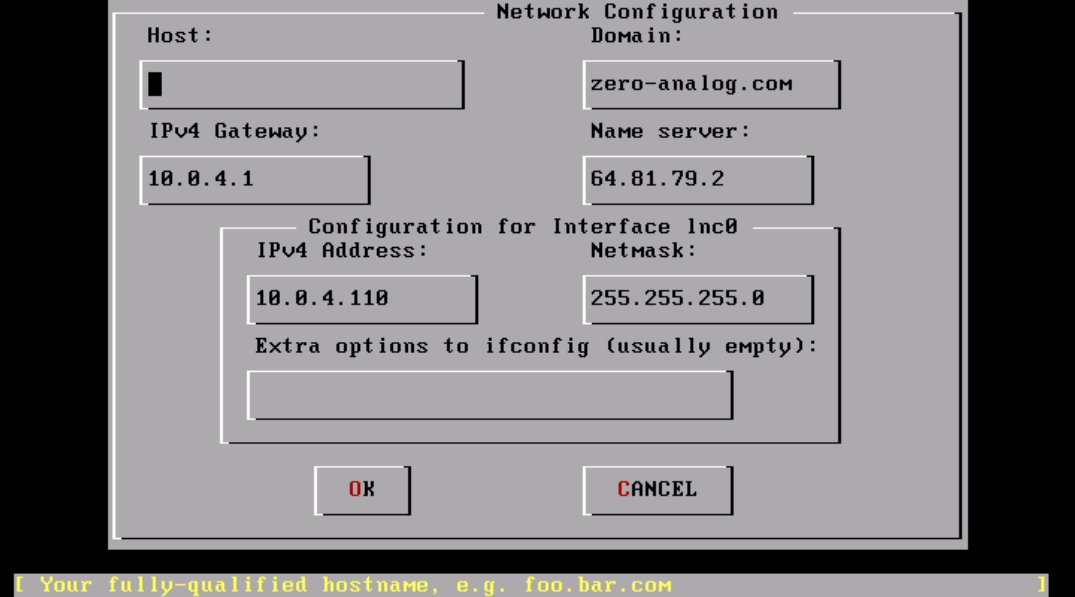 Network Configuration
Host: Domain:
zero-analog.com
IPv4 Gateway: Name server:
10.0.4.1 64.81.79.2
Configuration for Interface lnc0
IPv4 Address: Netmask:
10.0.4.110 255.255.255.0
Extra options to ifconfig (usually empty):
OK CANCEL
[ Your fully-qualified hostname, e.g. foo.bar.com ]